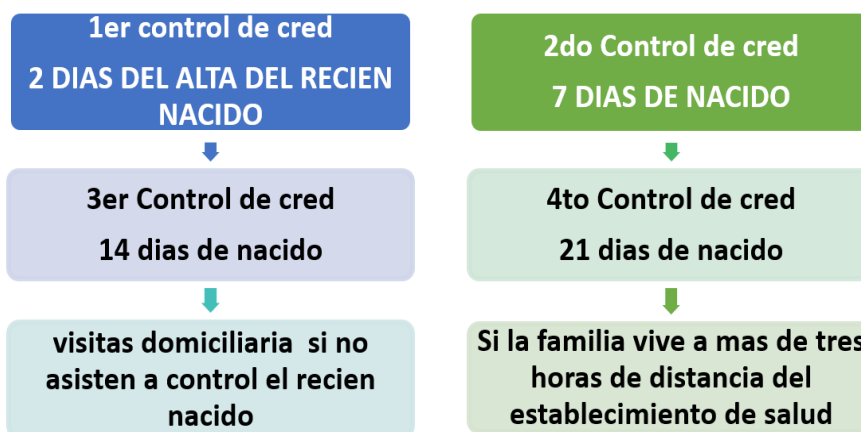 1er control de cred
2 DIAS DEL ALTA DEL RECIEN
NACIDO
2do Control de cred
7 DIAS DE NACIDO
3er Control de cred
14 dias de nacido
4to Control de cred
21 dias de nacido
visitas domiciliaria si no
asisten a control el recien
nacido
Si la familia vive a mas de tres
horas de distancia del
establecimiento de salud